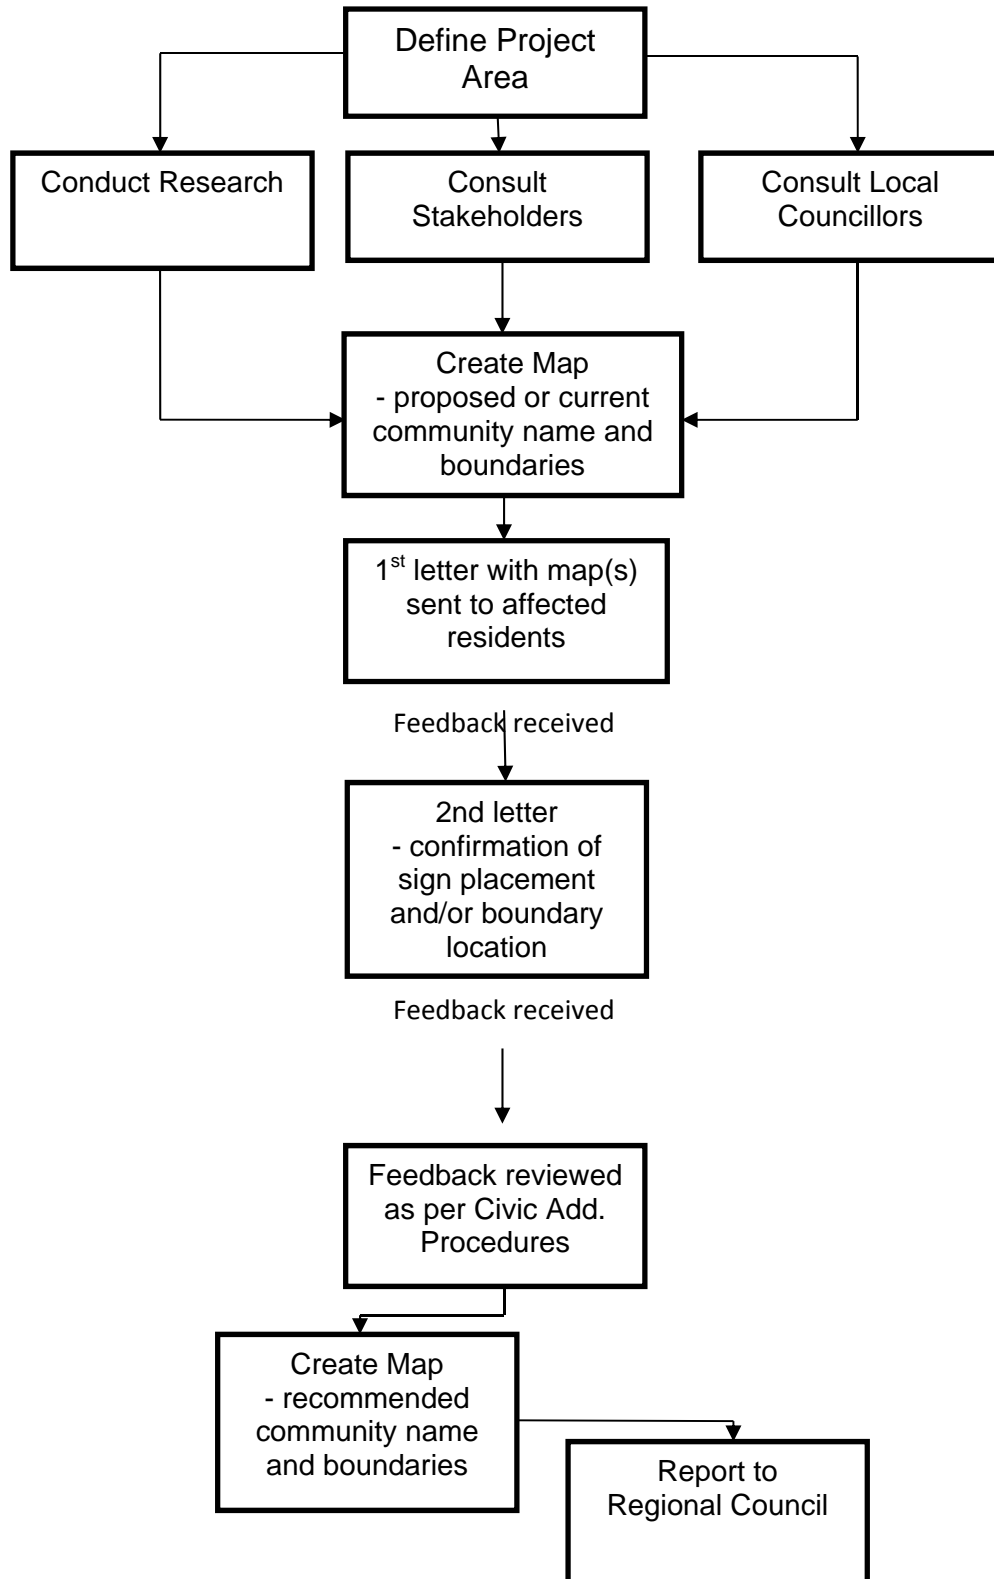 Define Project
Area
Conduct Research
Consult
Stakeholders
Consult Local
Councillors
Create Map
- proposed or current
community name and
boundaries
1st letter with map(s)
sent to affected
residents
Feedback received
2nd letter
- confirmation of
sign placement
and/or boundary
location
Feedback received
Feedback reviewed
as per Civic Add.
Procedures
Create Map
- recommended
community name
and boundaries
Report to
Regional Council